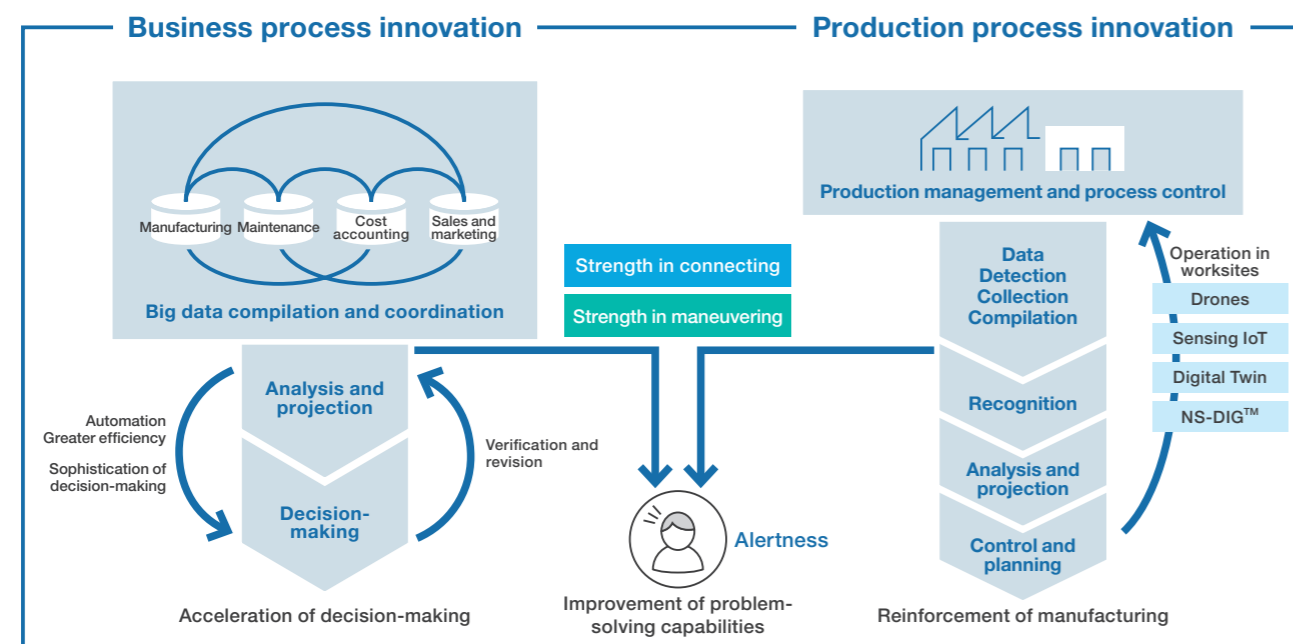 Business process innovation
Production process innovation
Manufacturing
Maintenance
Cost
accounting
Sales and
marketing
Big data compilation and coordination
Analysis and
projection
Decision-
making
Automation
Greater efficiency
Sophistication of
decision-making
Verification and
revision
Acceleration of decision-making
Strength in connecting
Strength in maneuvering
Alertness
Improvement of problem-
solving capabilities
Production management and process control
Data
Detection
Collection
Compilation
Recognition
Analysis and
projection
Control and
planning
Operation in
worksites
Drones
Sensing IoT
Digital Twin
NS-DIG™
Reinforcement of manufacturing